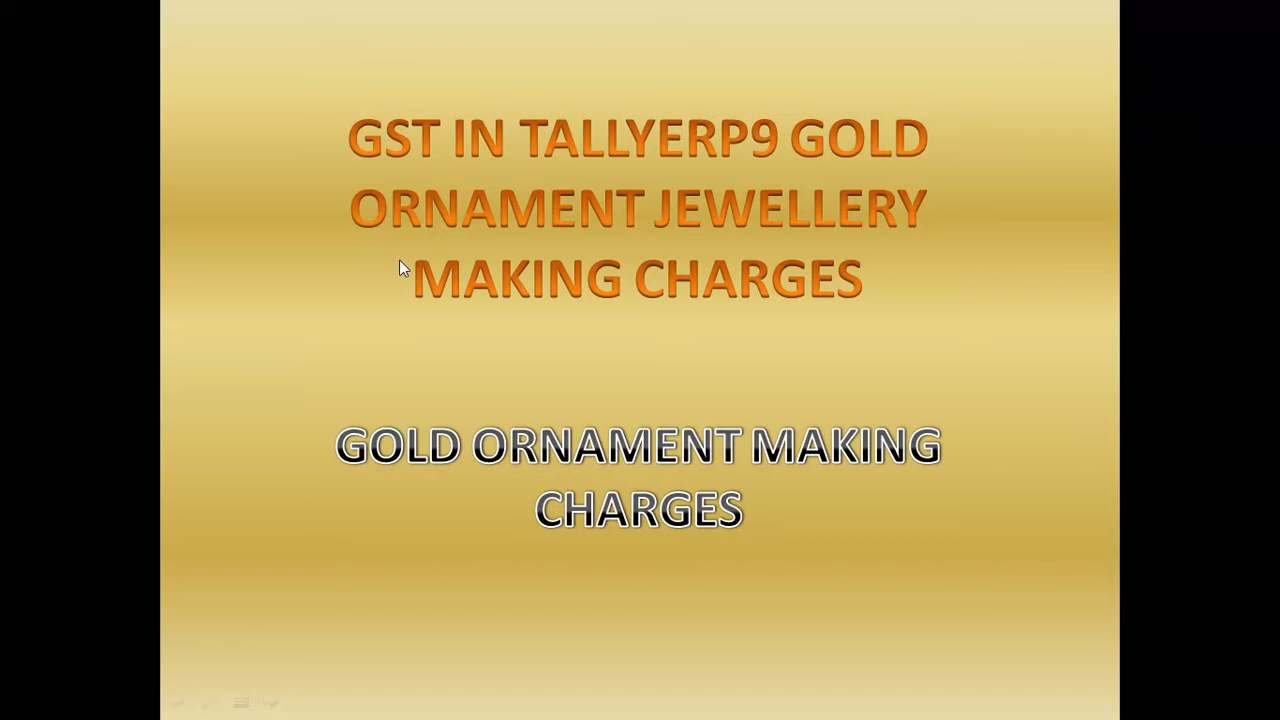 GST IN TALLYERP9 GOLD
ORNAMENT JEWELLERY
MAKING CHARGES
GOLD ORNAMENT MAKING
CHARGES